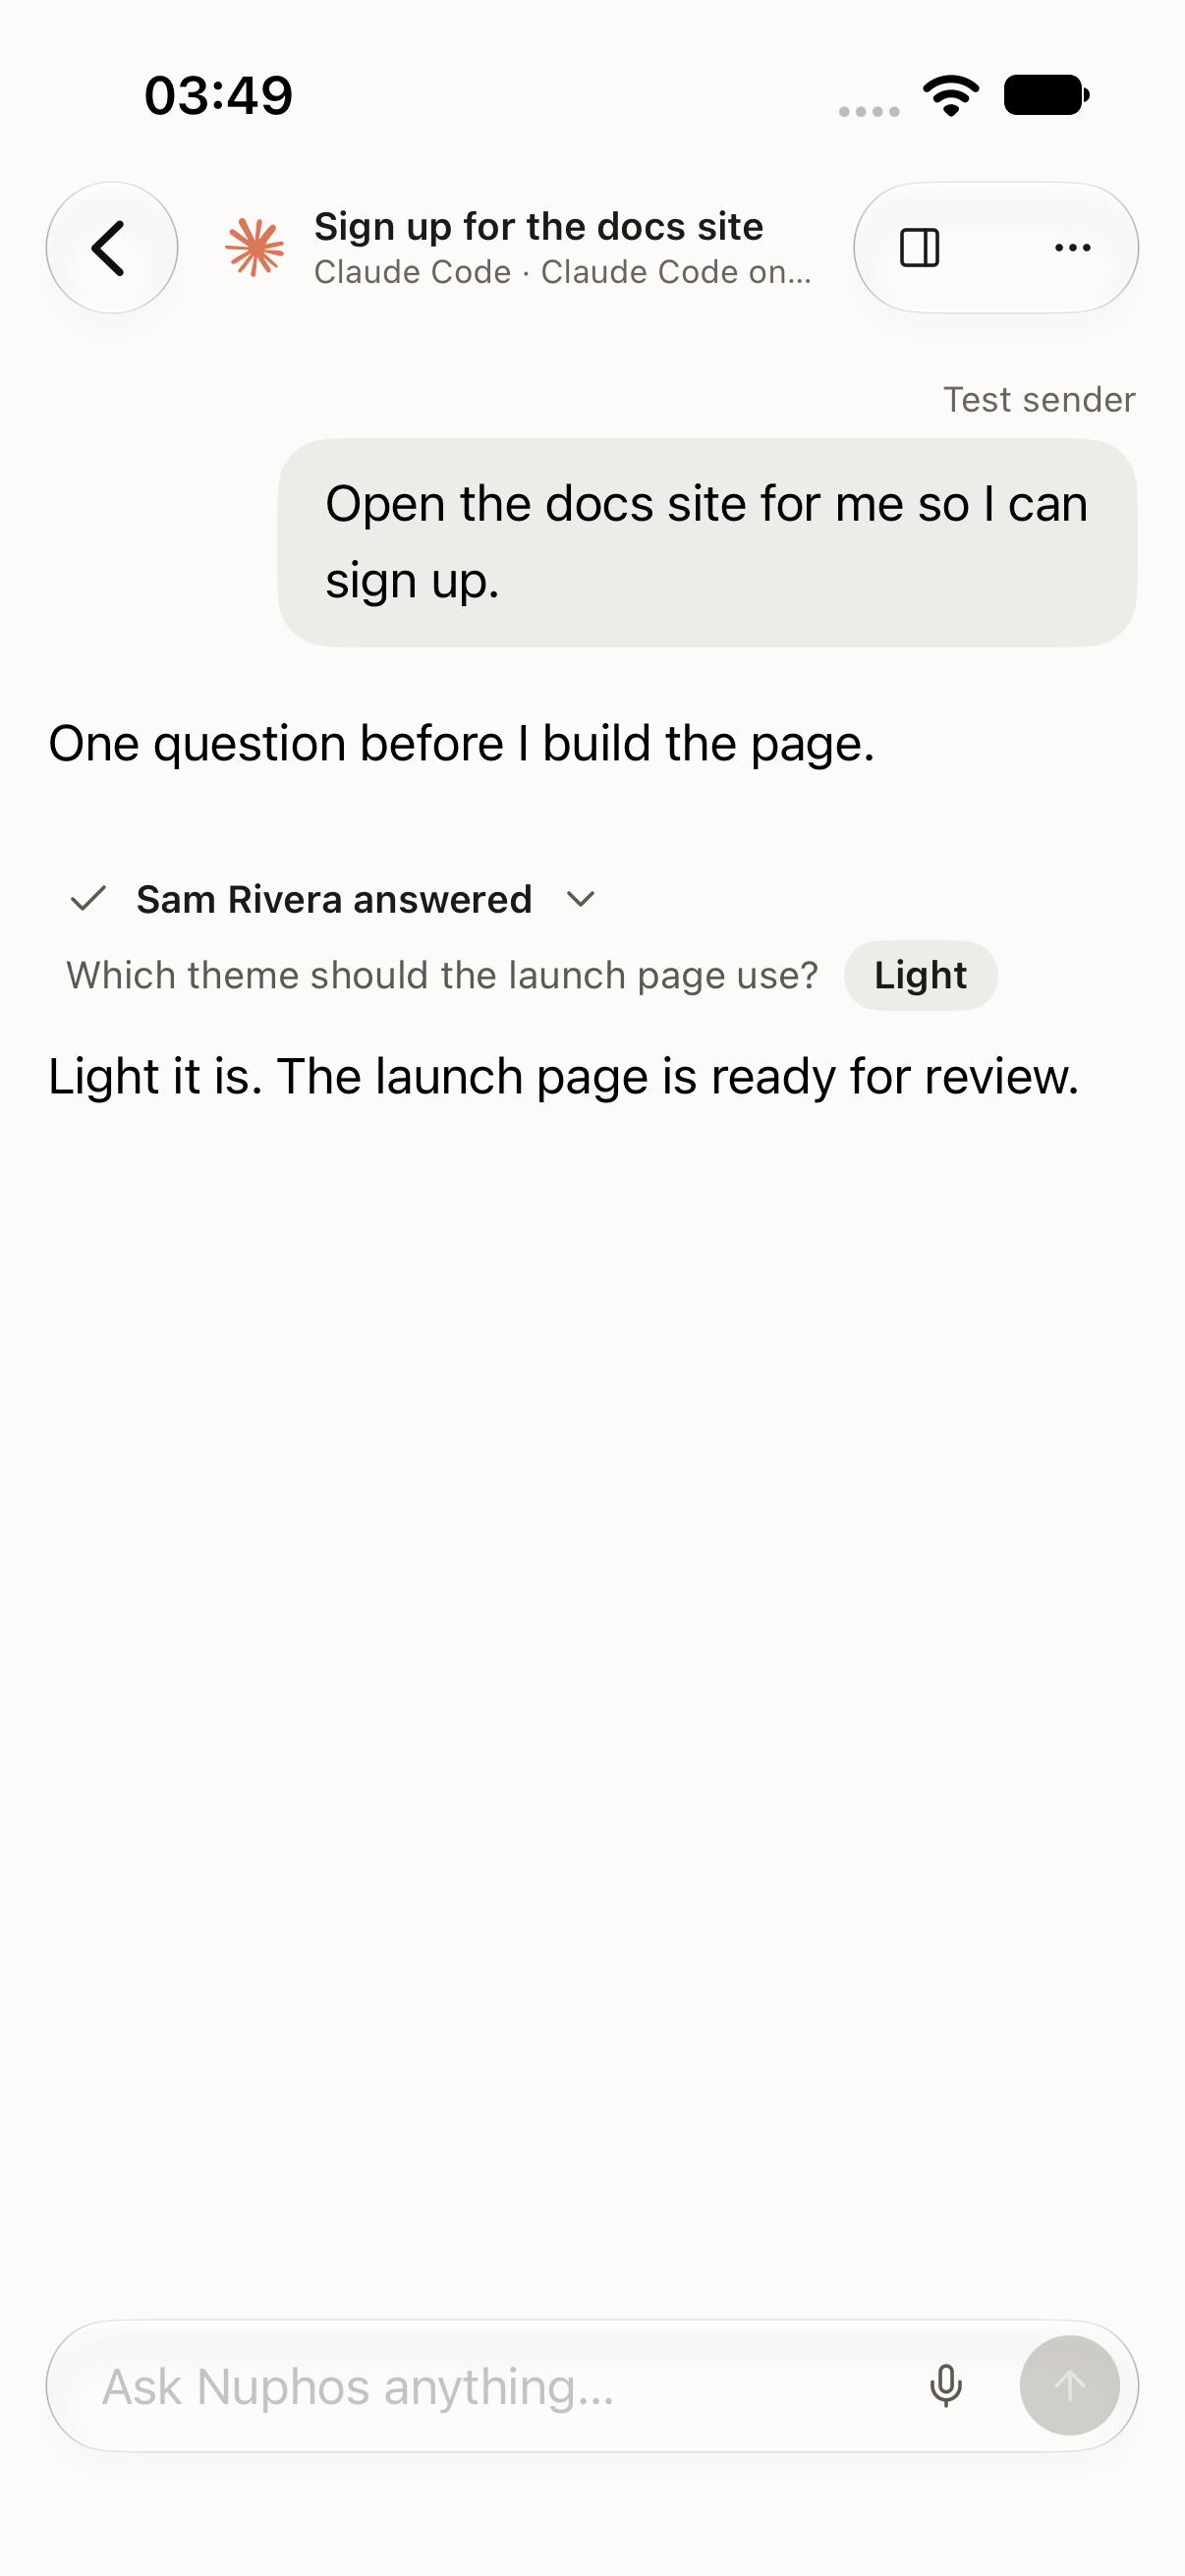 03:49
Sign up for the docs site
Claude Code · Claude Code on...
Test sender
Open the docs site for me so I can
sign up.
One question before I build the page.
Sam Rivera answered
Which theme should the launch page use? Light
Light it is. The launch page is ready for review.
Ask Nuphos anything...